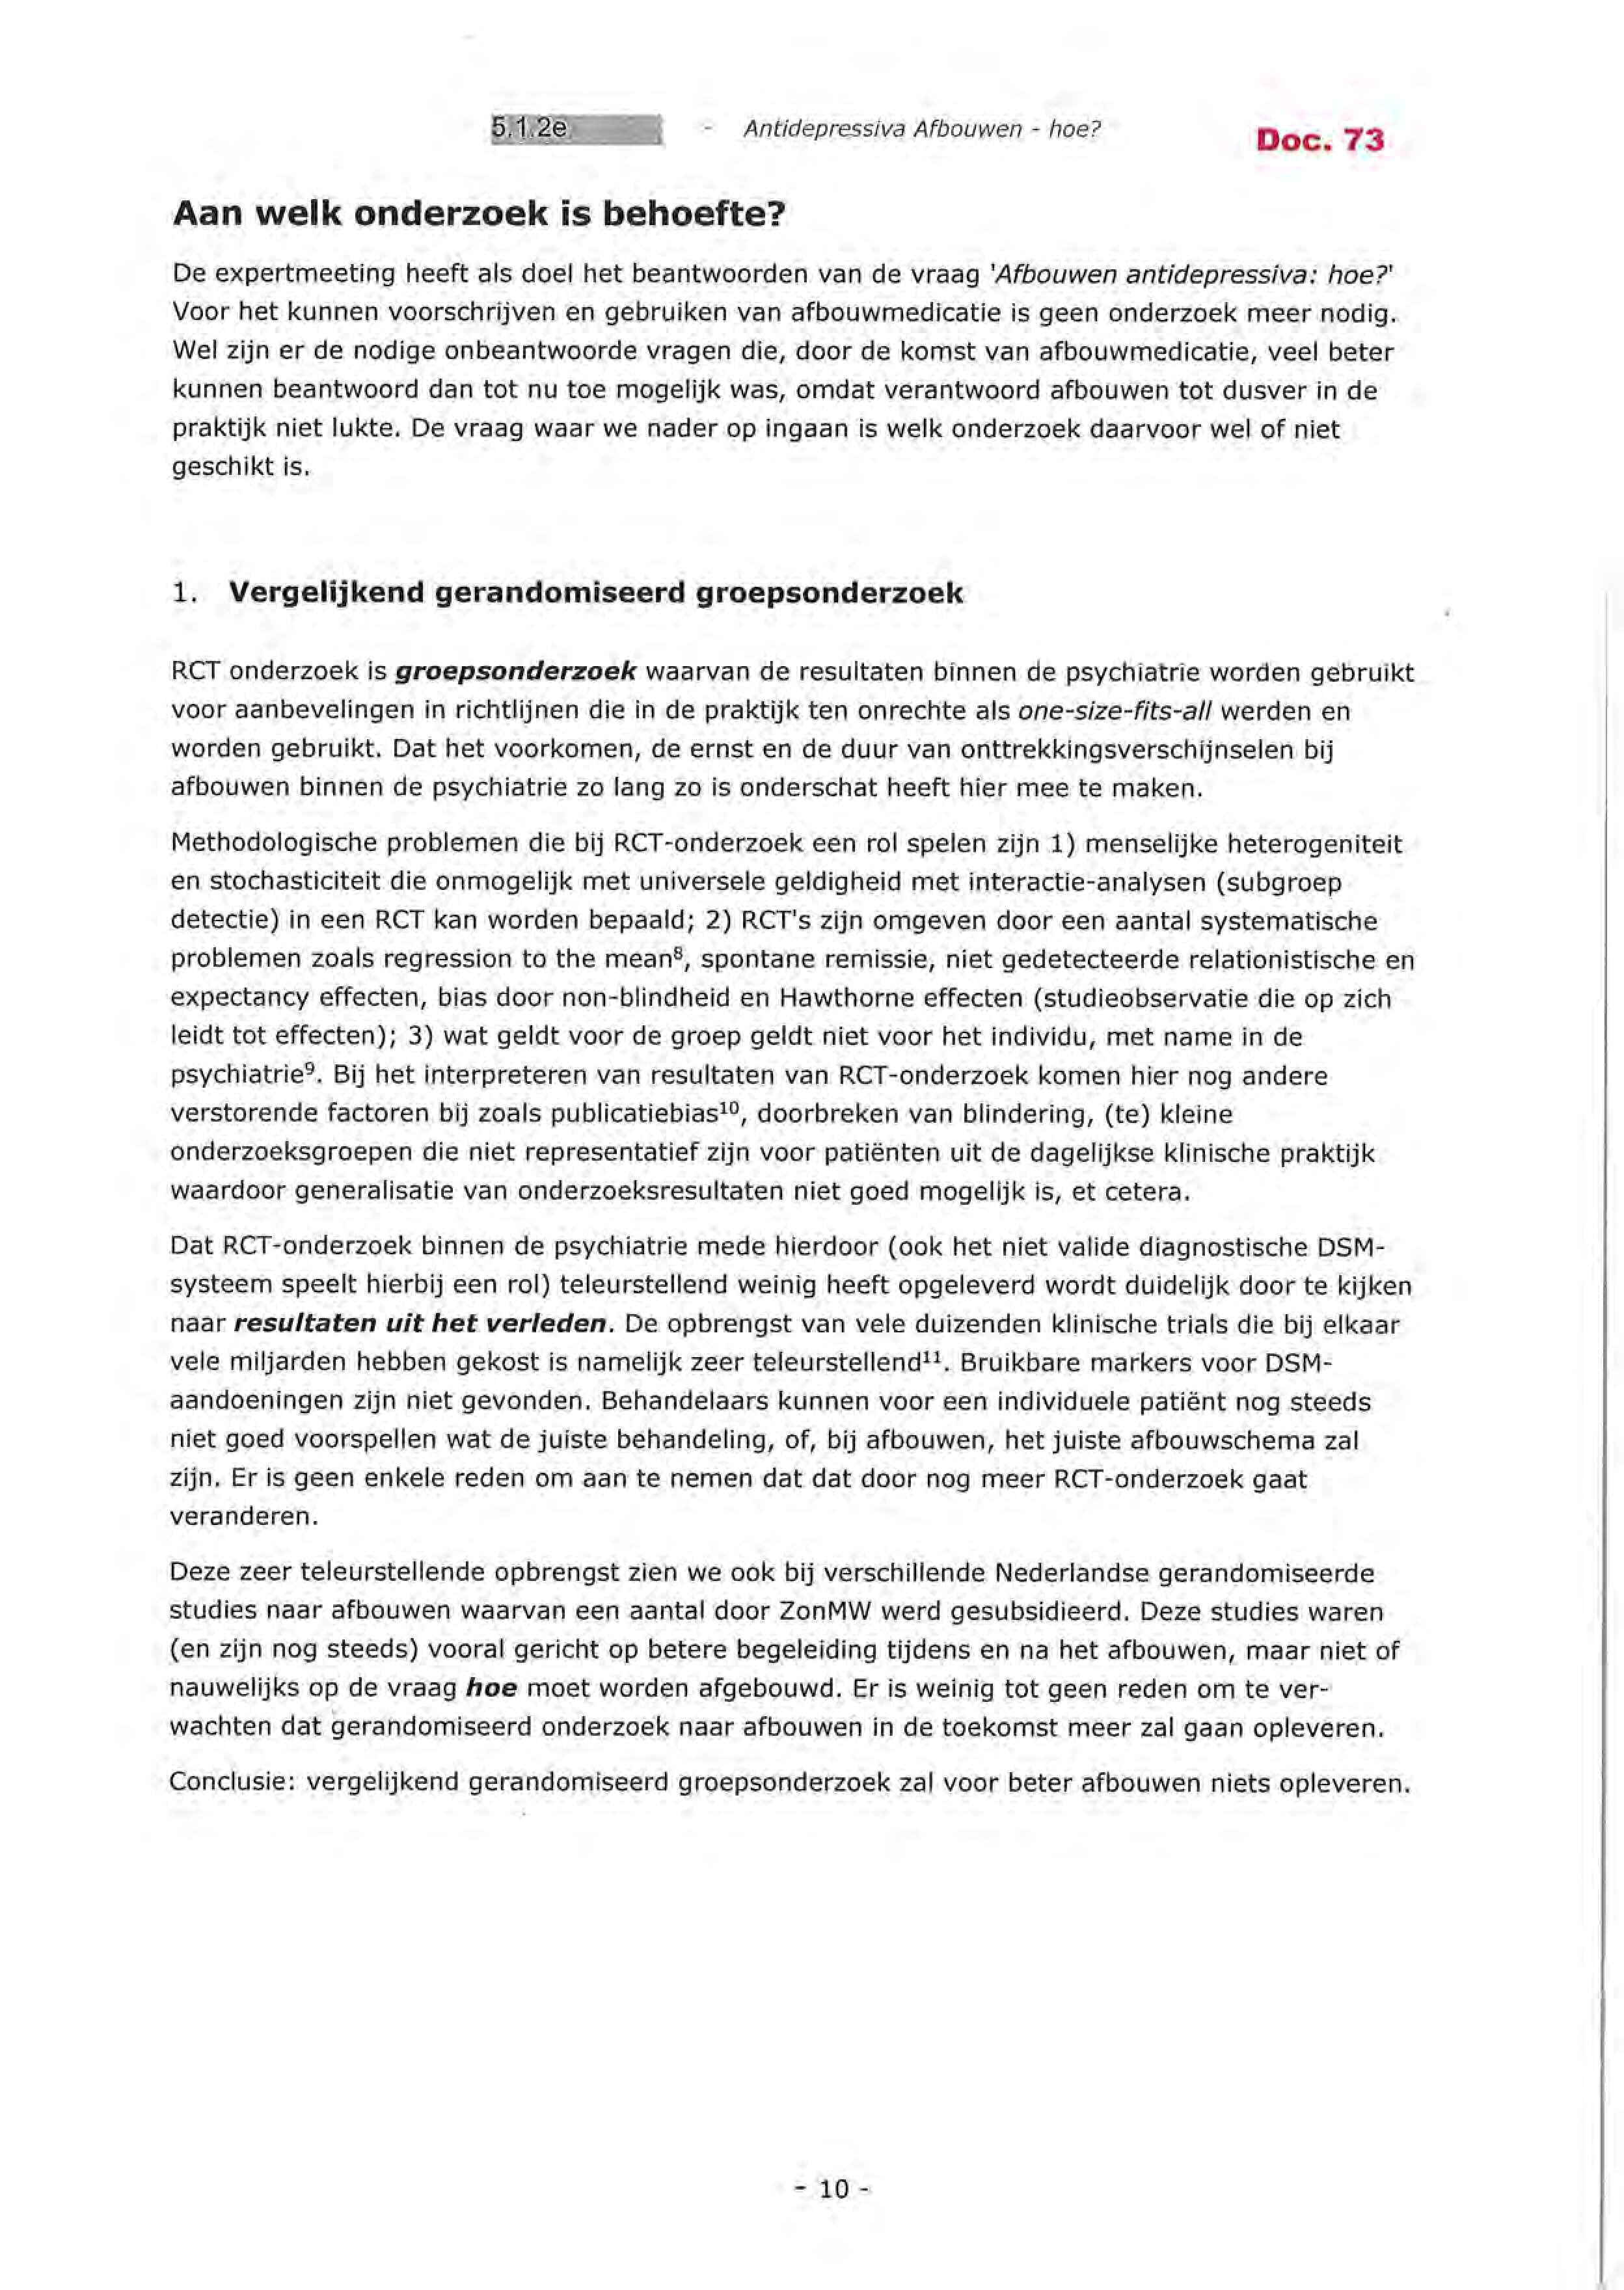 5.1.2e - Antidepressiva Afbouwen - hoe?
Doc. 73
Aan welk onderzoek is behoefte?
De expertmeeting heeft als doel het beantwoorden van de vraag 'Afbouwen antidepressiva: hoe?'
Voor het kunnen voorschrijven en gebruiken van afbouwmedicatie is geen onderzoek meer nodig.
Wel zijn er de nodige onbeantwoorde vragen die, door de komst van afbouwmedicatie, veel beter
kunnen beantwoord dan tot nu toe mogelijk was, omdat verantwoord afbouwen tot dusver in de
praktijk niet lukte. De vraag waar we nader op ingaan is welk onderzoek daarvoor wel of niet
geschikt is.
1. Vergelijkend gerandomiseerd groepsonderzoek
RCT onderzoek is groepsonderzoek waarvan de resultaten binnen de psychiatrie worden gebruikt
voor aanbevelingen in richtlijnen die in de praktijk ten onrechte als one-size-fits-all werden en
worden gebruikt. Dat het voorkomen, de ernst en de duur van onttrekkingsverschijnselen bij
afbouwen binnen de psychiatrie zo lang zo is onderschat heeft hier mee te maken.
Methodologische problemen die bij RCT-onderzoek een rol spelen zijn 1) menselijke heterogeniteit
en stochasticiteit die onmogelijk met universele geldigheid met interactie-analysen (subgroep
detectie) in een RCT kan worden bepaald; 2) RCT's zijn omgeven door een aantal systematische
problemen zoals regression to the mean⁸, spontane remissie, niet gedetecteerde relationistische en
expectancy effecten, bias door non-blindheid en Hawthorne effecten (studieobservatie die op zich
leidt tot effecten); 3) wat geldt voor de groep geldt niet voor het individu, met name in de
psychiatrie⁹. Bij het interpreteren van resultaten van RCT-onderzoek komen hier nog andere
verstorende factoren bij zoals publicatiebias¹⁰, doorbreken van blindering, (te) kleine
onderzoeksgroepen die niet representatief zijn voor patiënten uit de dagelijkse klinische praktijk
waardoor generalisatie van onderzoeksresultaten niet goed mogelijk is, et cetera.
Dat RCT-onderzoek binnen de psychiatrie mede hierdoor (ook het niet valide diagnostische DSM-
systeem speelt hierbij een rol) teleurstellend weinig heeft opgeleverd wordt duidelijk door te kijken
naar resultaten uit het verleden. De opbrengst van vele duizenden klinische trials die bij elkaar
vele miljarden hebben gekost is namelijk zeer teleurstellend¹¹. Bruikbare markers voor DSM-
aandoeningen zijn niet gevonden. Behandelaars kunnen voor een individuele patiënt nog steeds
niet goed voorspellen wat de juiste behandeling, of, bij afbouwen, het juiste afbouwschema zal
zijn. Er is geen enkele reden om aan te nemen dat dat door nog meer RCT-onderzoek gaat
veranderen.
Deze zeer teleurstellende opbrengst zien we ook bij verschillende Nederlandse gerandomiseerde
studies naar afbouwen waarvan een aantal door ZonMW werd gesubsidieerd. Deze studies waren
(en zijn nog steeds) vooral gericht op betere begeleiding tijdens en na het afbouwen, maar niet of
nauwelijks op de vraag hoe moet worden afgebouwd. Er is weinig tot geen reden om te ver-
wachten dat gerandomiseerd onderzoek naar afbouwen in de toekomst meer zal gaan opleveren.
Conclusie: vergelijkend gerandomiseerd groepsonderzoek zal voor beter afbouwen niets opleveren.
- 10 -